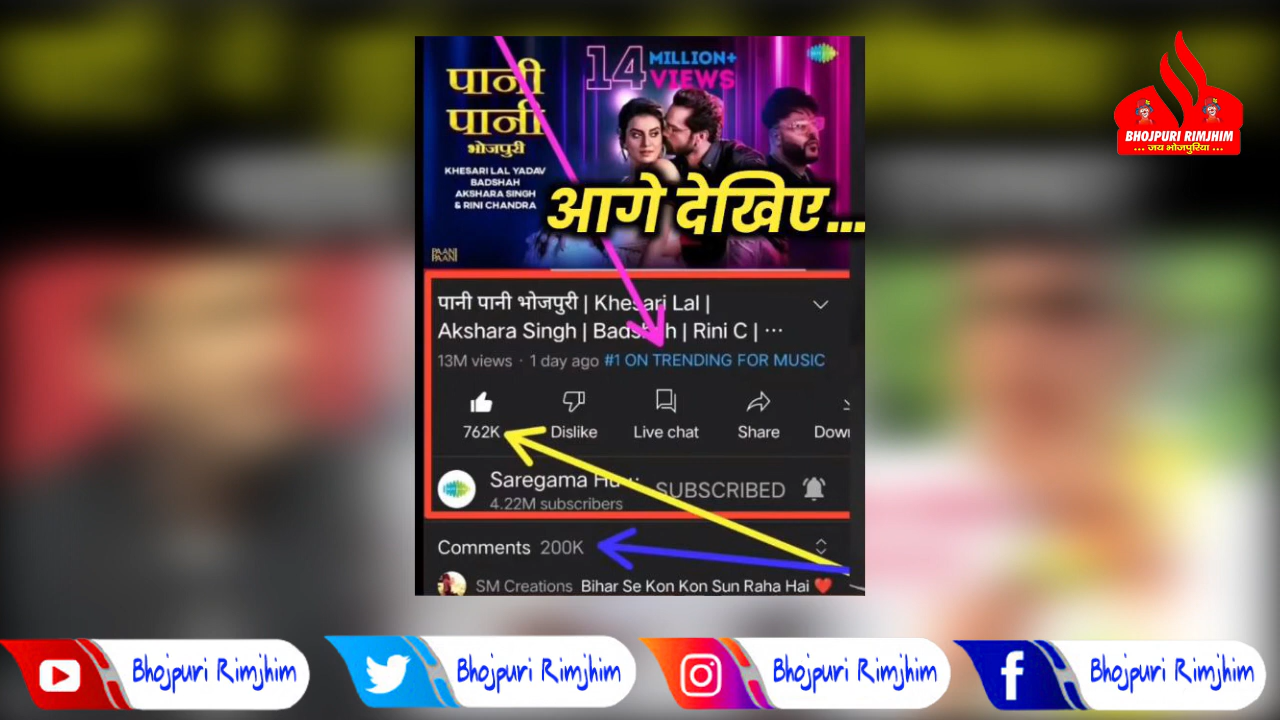 पानी
पानी
भोजपुरी
KHESARI LAL YADAV
BADSHAH
AKSHARA SINGH
& RINI CHANDRA
14 MILLION+
VIEWS
आगे देखिए...
PAANI
PAANI
BHOJPURI RIMJHIM
... जय भोजपुरिया ...
पानी पानी भोजपुरी | Khesari Lal |
Akshara Singh | Badshah | Rini C | ...
13M views · 1 day ago #1 ON TRENDING FOR MUSIC
762K Dislike Live chat Share Down
Saregama Ha... SUBSCRIBED
4.22M subscribers
Comments 200K
SM Creations Bihar Se Kon Kon Sun Raha Hai ❤️
Bhojpuri Rimjhim Bhojpuri Rimjhim Bhojpuri Rimjhim Bhojpuri Rimjhim